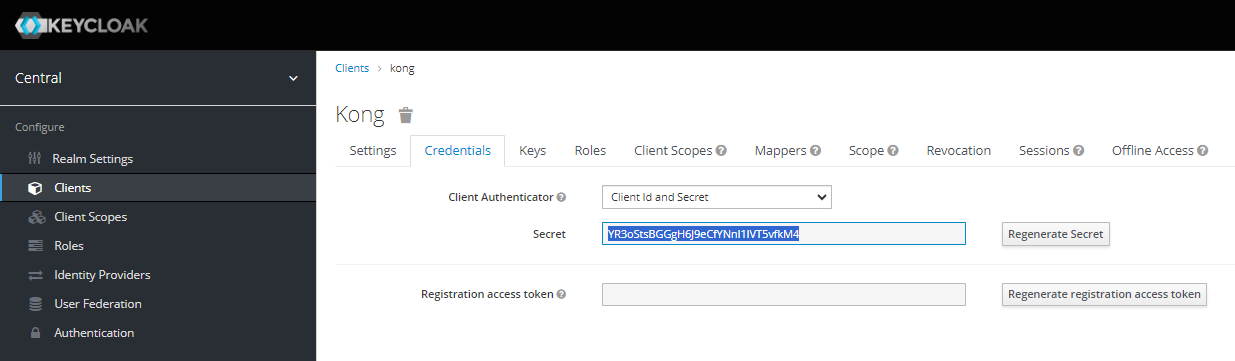 KEYCLOAK
Central
Configure
Realm Settings
Clients
Client Scopes
Roles
Identity Providers
User Federation
Authentication
Clients > kong
Kong
Settings Credentials Keys Roles Client Scopes Mappers Scope Revocation Sessions Offline Access
Client Authenticator Client Id and Secret
Secret YR3oStsBGGgH6J9eCfYNnI1IVT5vfkM4 Regenerate Secret
Registration access token Regenerate registration access token